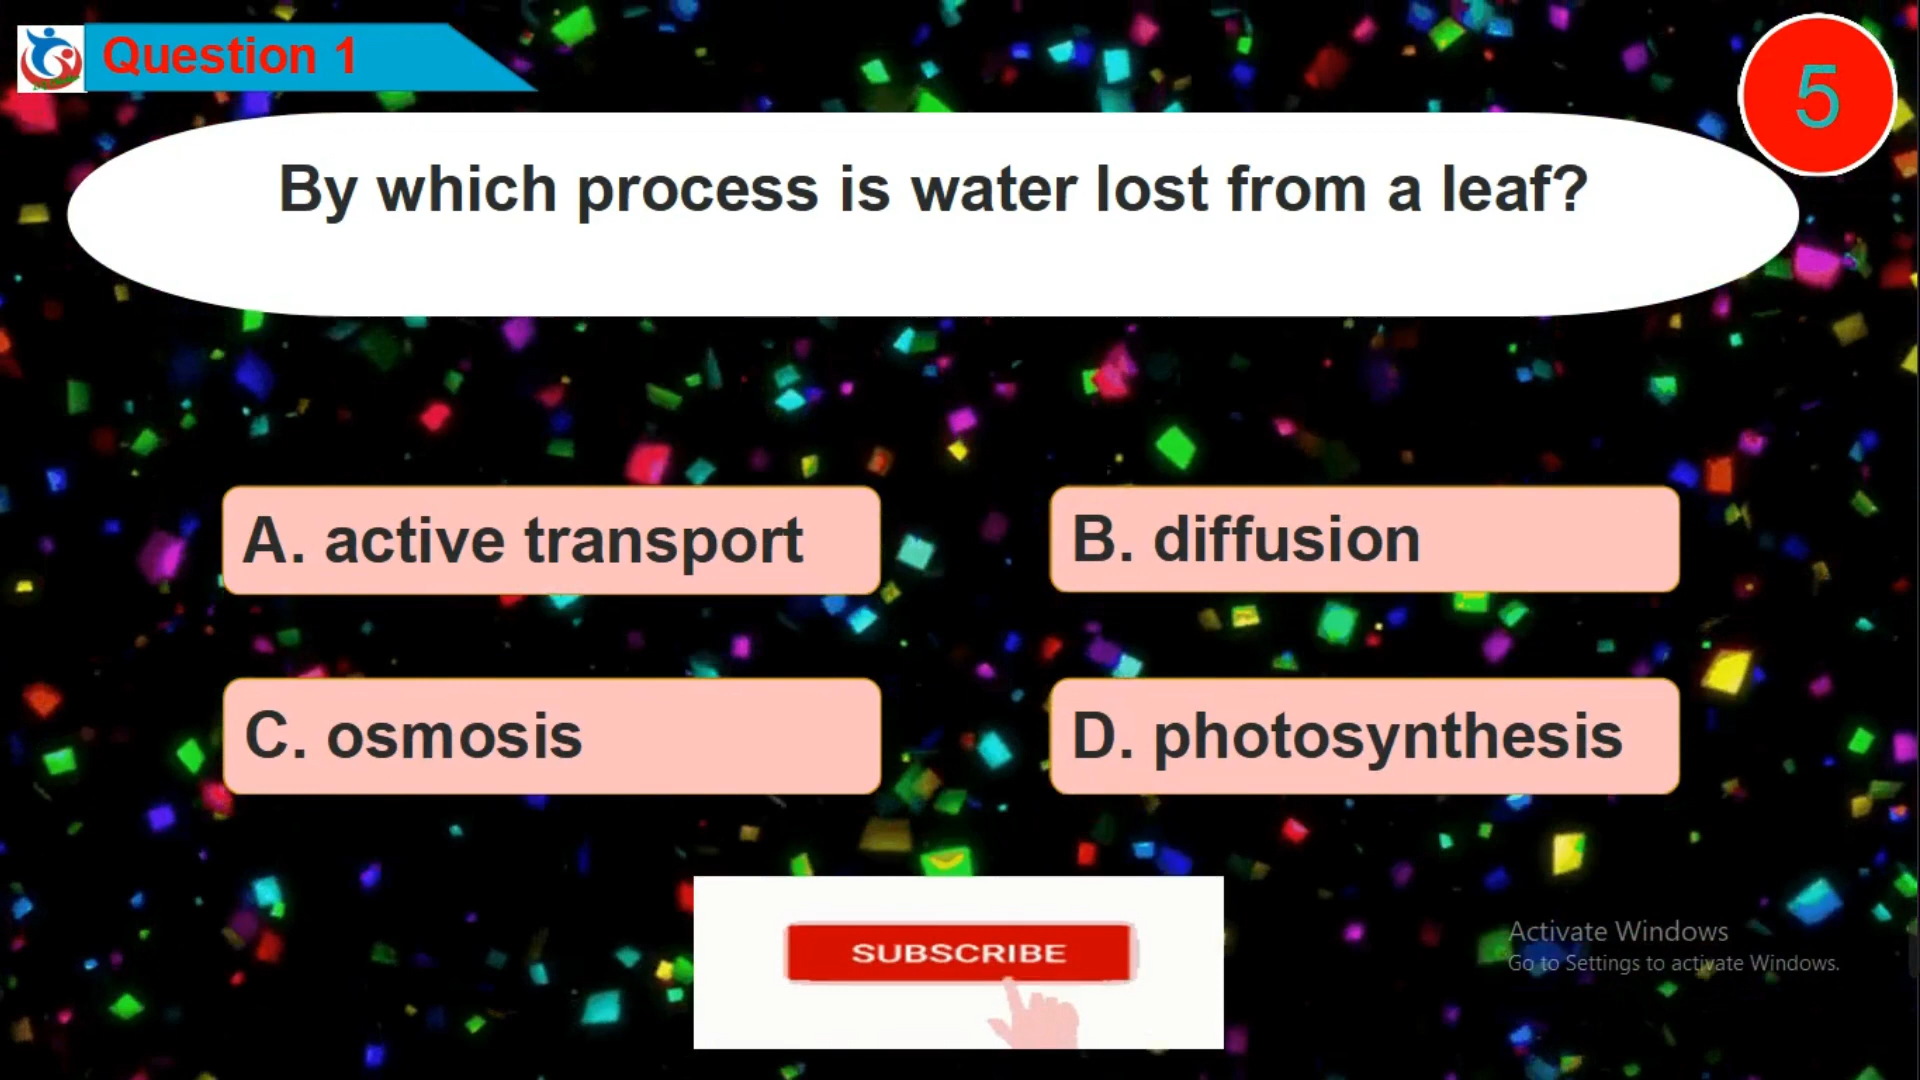 Question 1
5
By which process is water lost from a leaf?
A. active transport
B. diffusion
C. osmosis
D. photosynthesis
SUBSCRIBE
Activate Windows
Go to Settings to activate Windows.